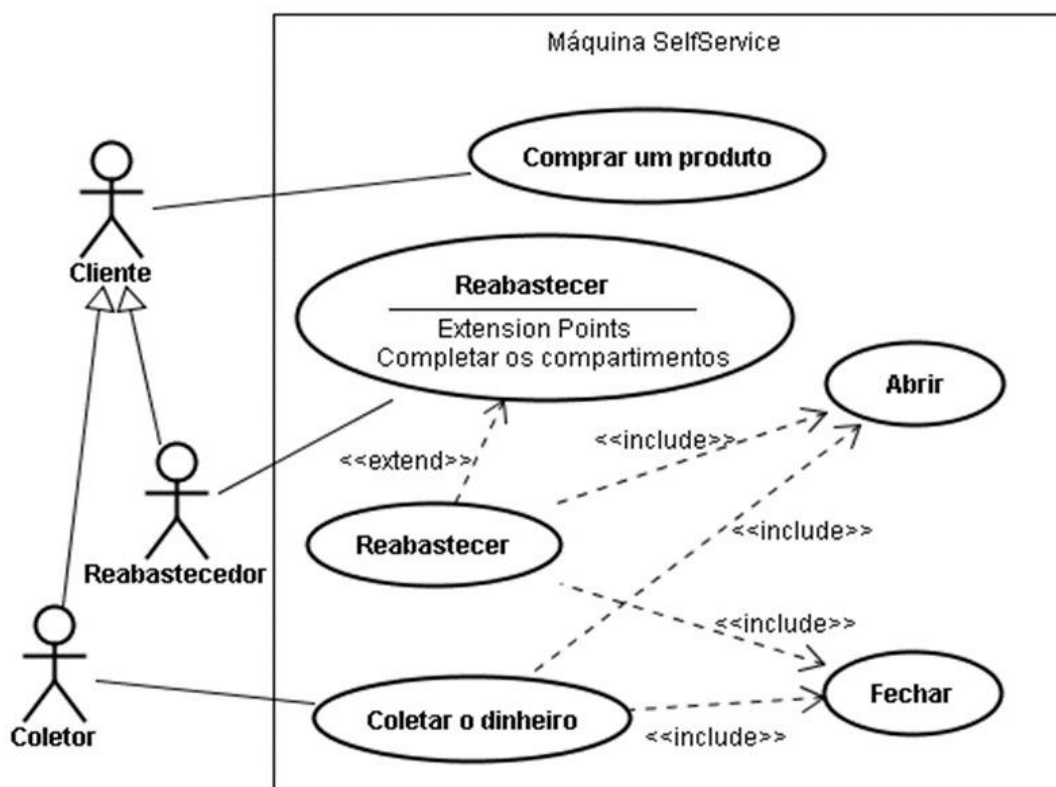 Máquina SelfService
Comprar um produto
Cliente
Reabastecer
Extension Points
Completar os compartimentos
Abrir
<<include>>
<<extend>>
<<include>>
Reabastecer
Reabastecedor
<<include>>
Fechar
Coletar o dinheiro
Coletor
<<include>>